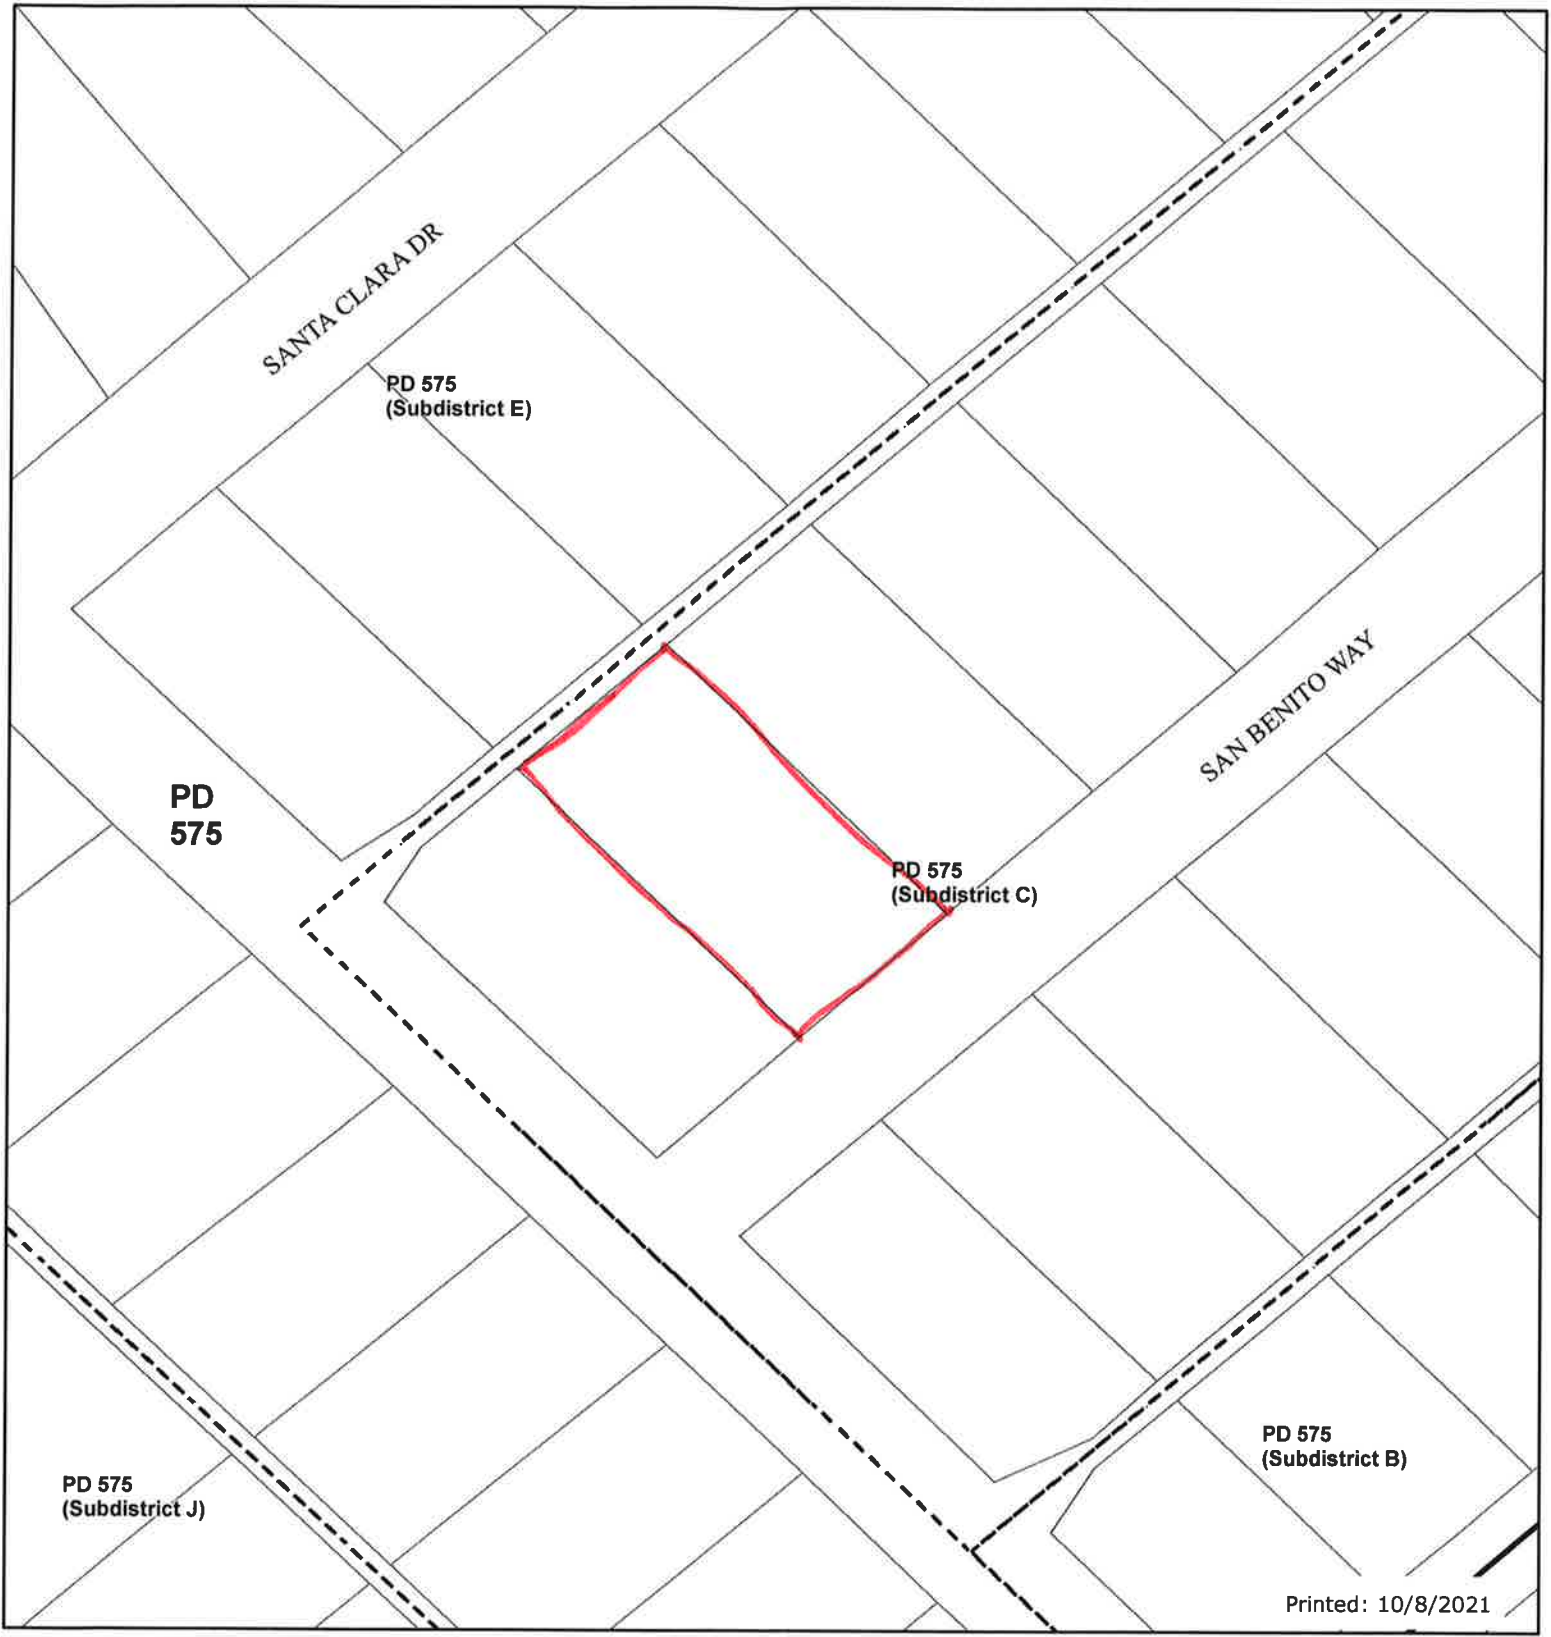 SANTA CLARA DR
PD 575
(Subdistrict E)
SAN BENITO WAY
PD
575
PD 575
(Subdistrict C)
PD 575
(Subdistrict B)
PD 575
(Subdistrict J)
Printed: 10/8/2021